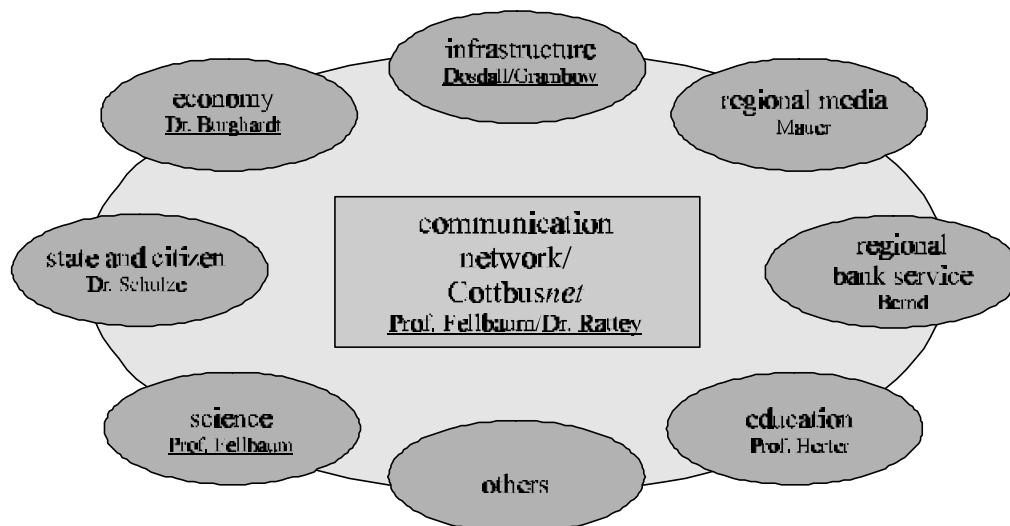 infrastructure
Dosdall/Grambow
economy
Dr. Burghardt
regional media
Mauer
state and citizen
Dr. Schulze
communication
network/
Cottbusnet
Prof. Fellbaum/Dr. Rattey
regional
bank service
Bernd
science
Prof. Fellbaum
education
Prof. Herter
others